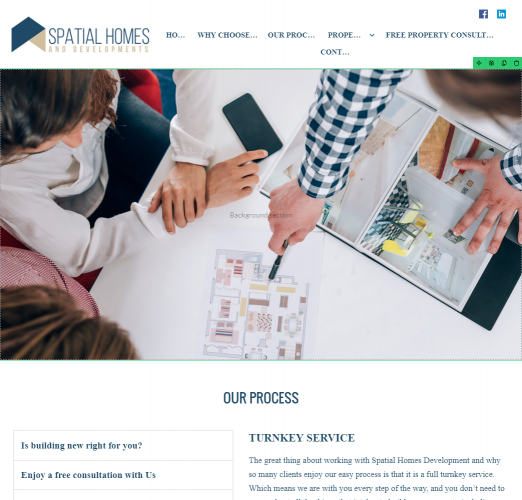 SPATIAL HOMES
AND DEVELOPMENTS
HO... WHY CHOOSE... OUR PROC... PROPE... FREE PROPERTY CONSULT...
CONT...
Background section
OUR PROCESS
Is building new right for you?
Enjoy a free consultation with Us
TURNKEY SERVICE
The great thing about working with Spatial Homes Development and why
so many clients enjoy our easy process is that it is a full turnkey service.
Which means we are with you every step of the way, and you don't need to